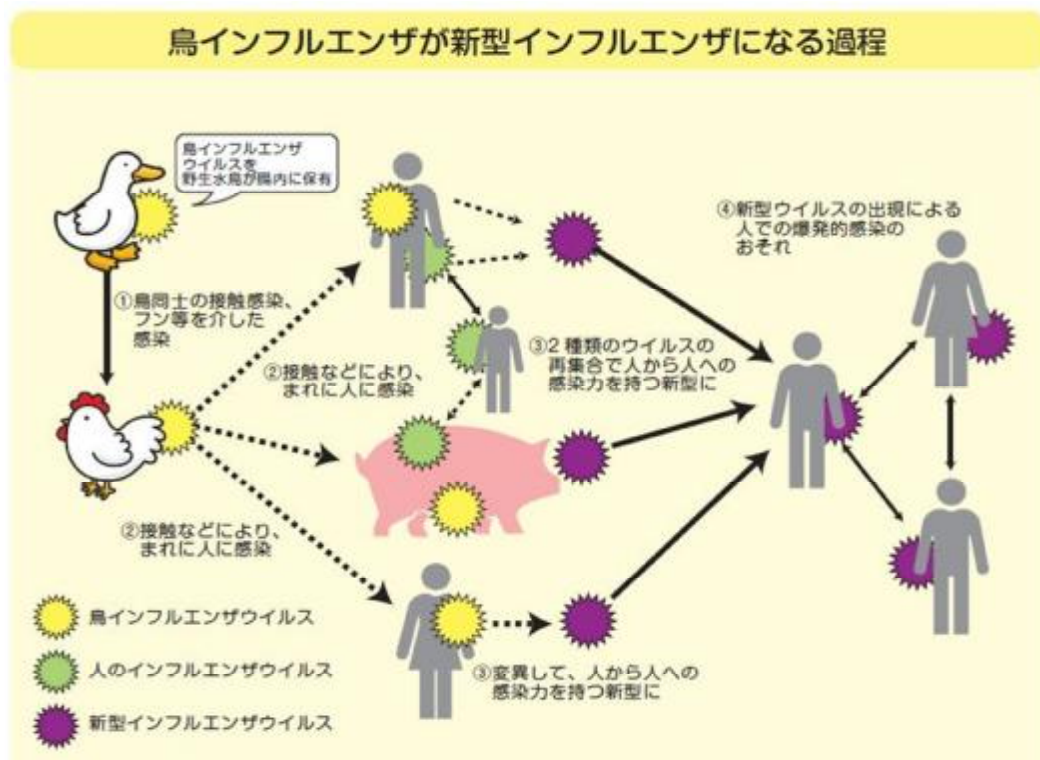 鳥インフルエンザが新型インフルエンザになる過程
鳥インフルエンザ
ウイルスを
野生水鳥が腸内に保有
①鳥同士の接触感染、
フン等を介した
感染
②接触などにより、
まれに人に感染
③2種類のウイルスの
再集合で人から人への
感染力を持つ新型に
④新型ウイルスの出現による
人での爆発的感染の
おそれ
②接触などにより、
まれに人に感染
③変異して、人から人への
感染力を持つ新型に
鳥インフルエンザウイルス
人のインフルエンザウイルス
新型インフルエンザウイルス